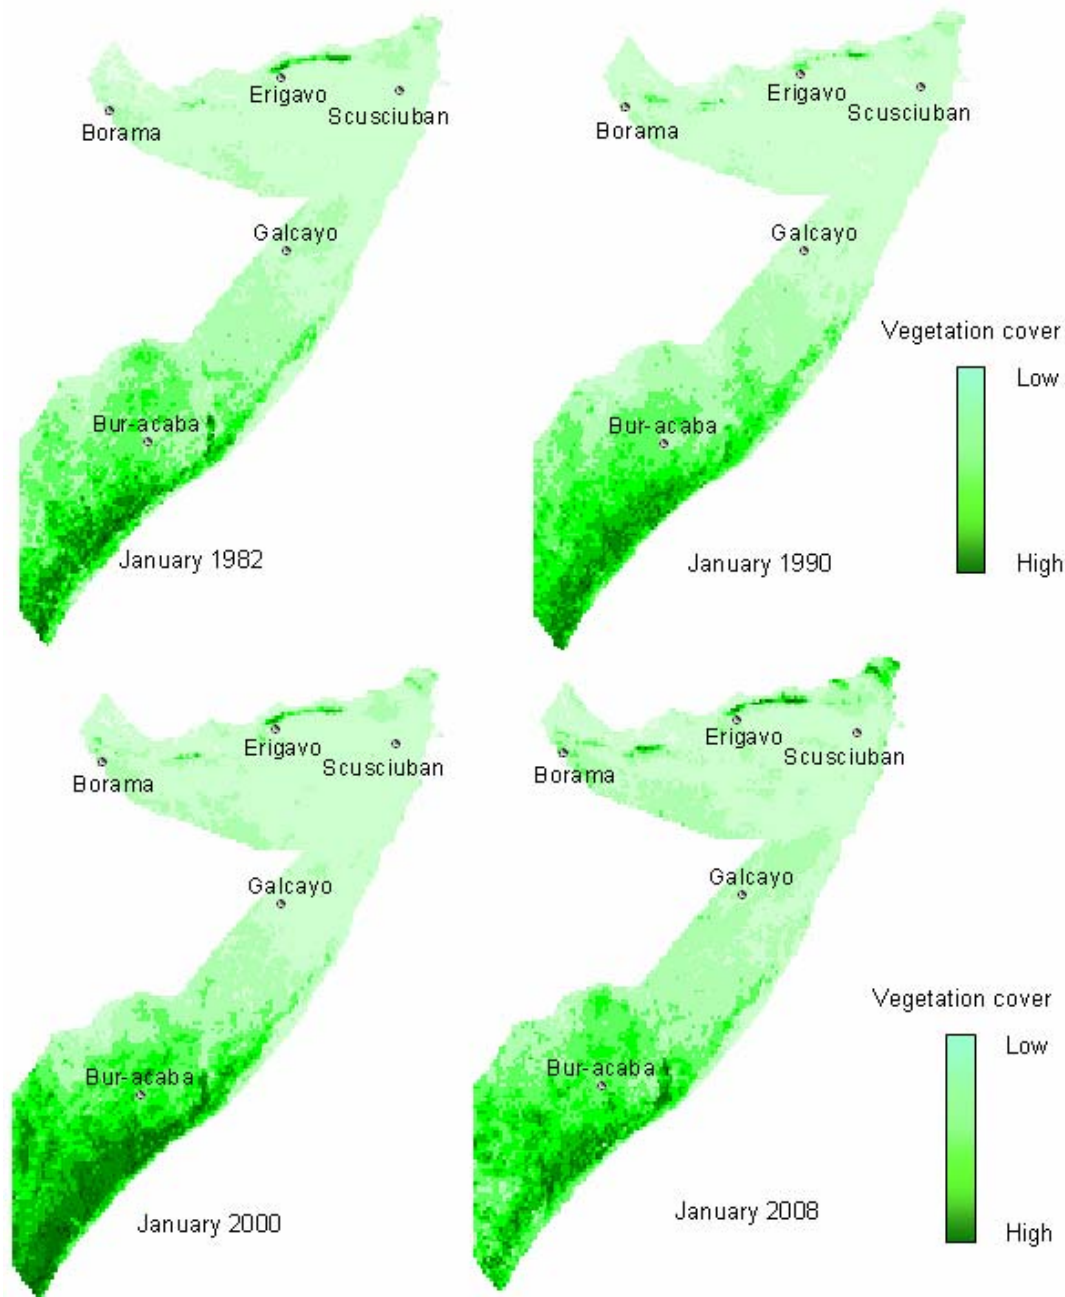 Erigavo
Scusciuban
Borama
Galcayo
Bur-acaba
January 1982
Erigavo
Scusciuban
Borama
Galcayo
Bur-acaba
January 1990
Vegetation cover
Low
High
Erigavo
Scusciuban
Borama
Galcayo
Bur-acaba
January 2000
Erigavo
Scusciuban
Borama
Galcayo
Bur-acaba
January 2008
Vegetation cover
Low
High